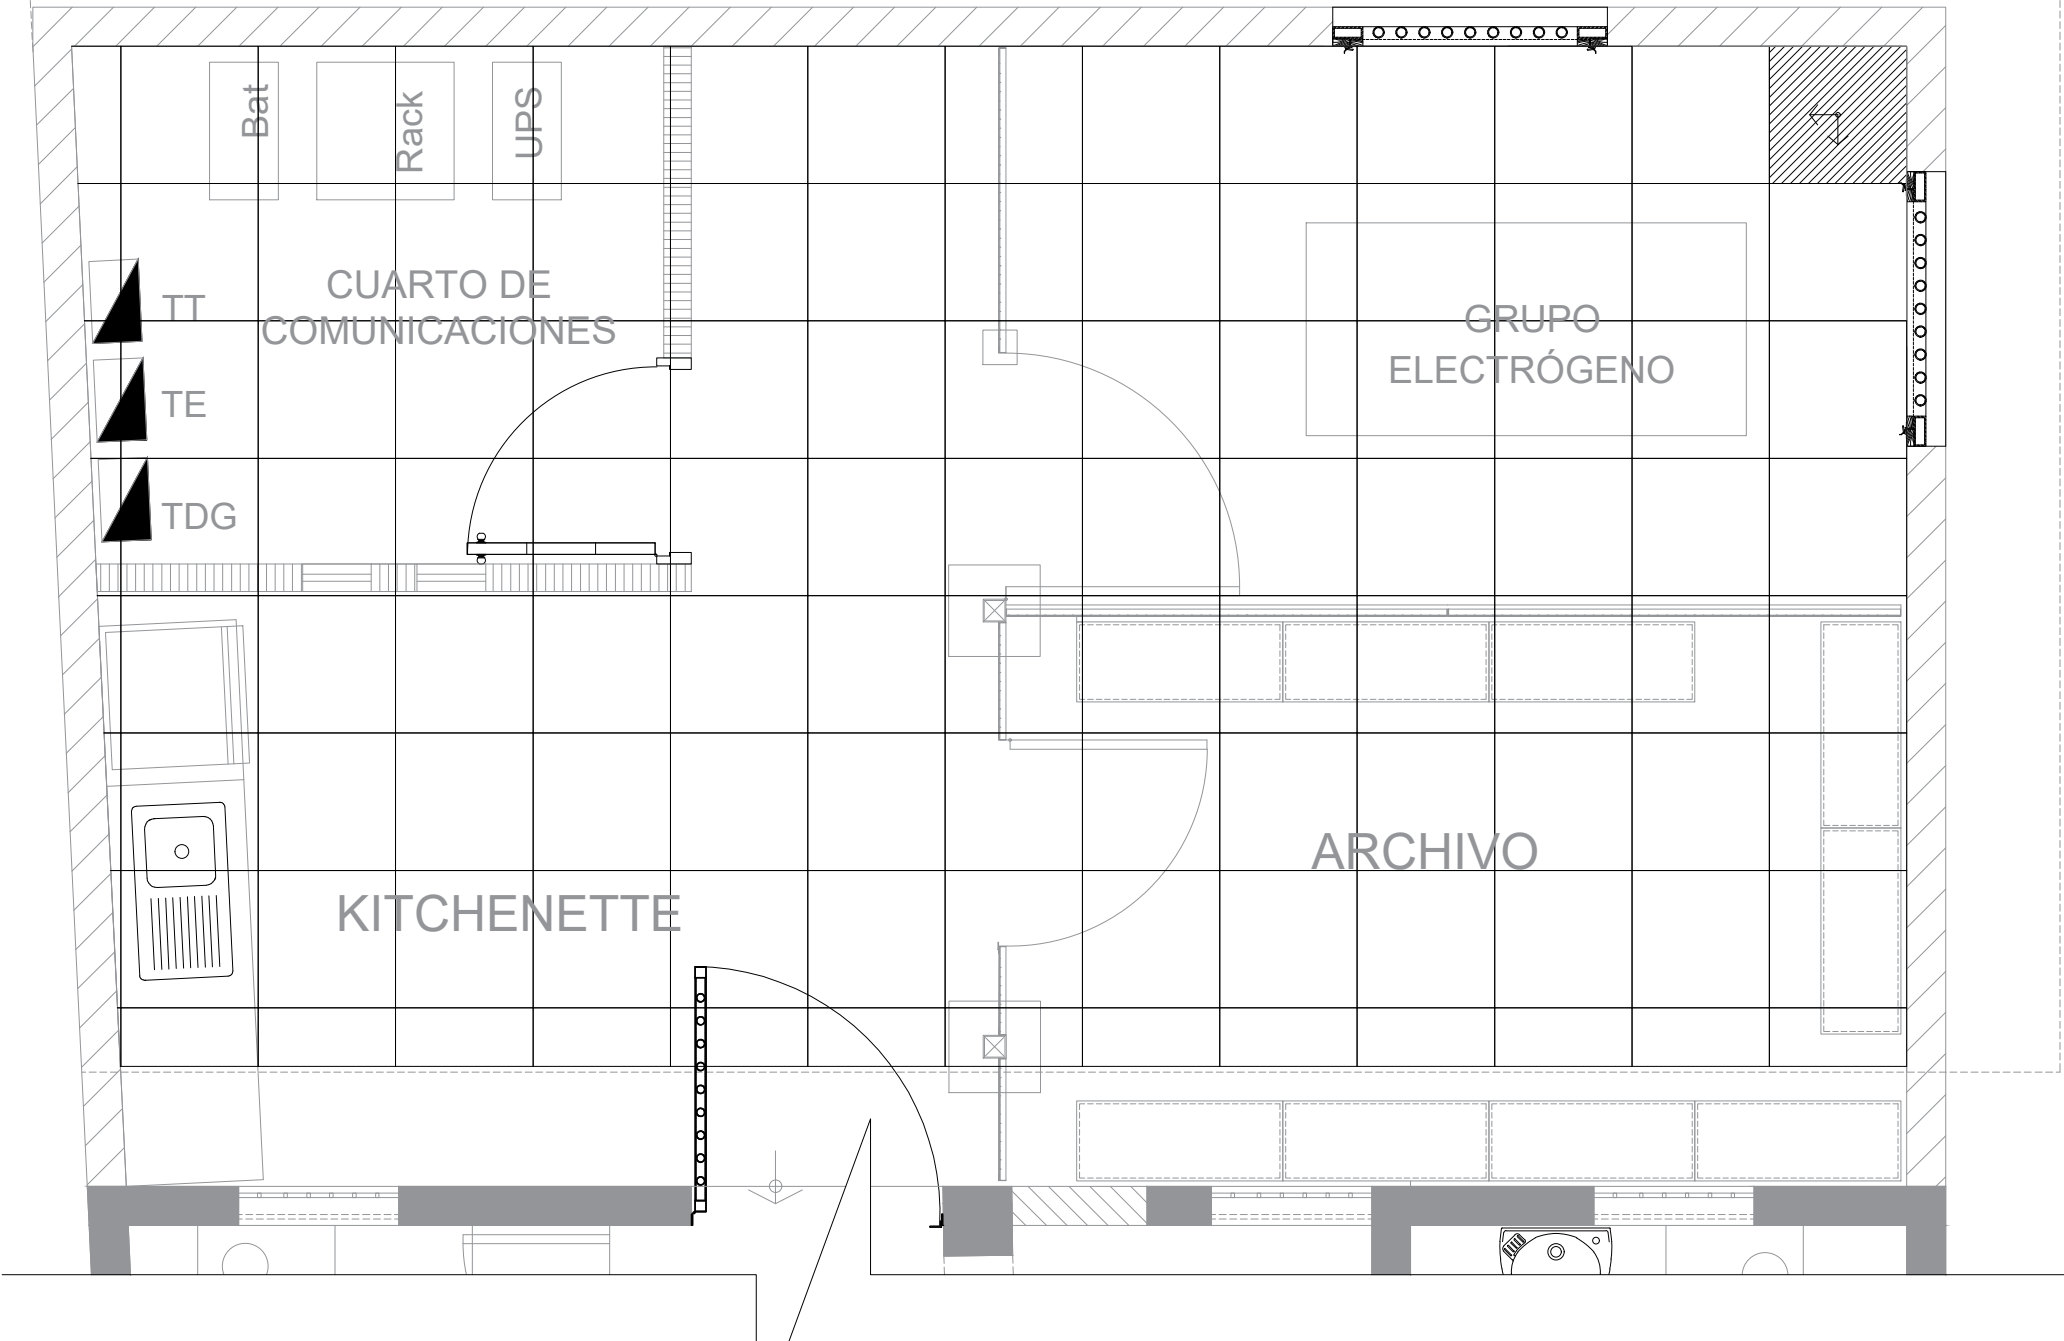 Bat
Rack
UPS
TT
CUARTO DE
COMUNICACIONES
TE
TDG
GRUPO
ELECTRÓGENO
ARCHIVO
KITCHENETTE